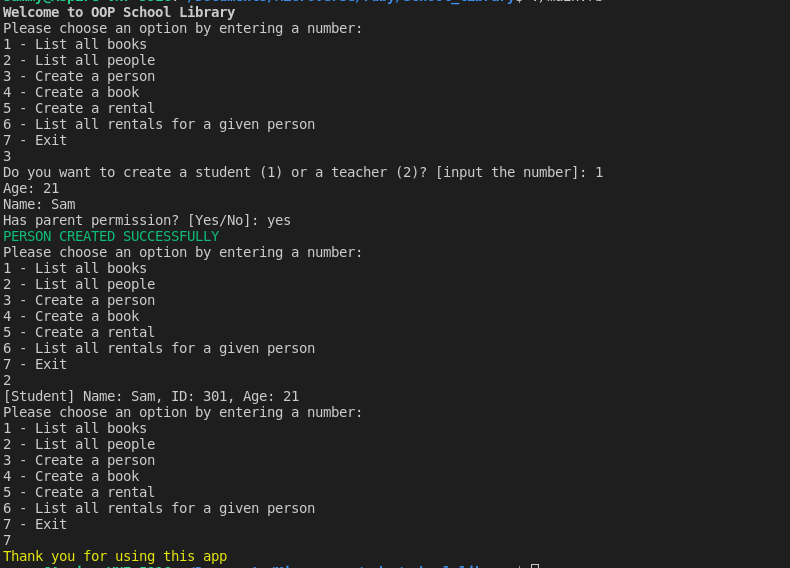 Welcome to OOP School Library
Please choose an option by entering a number:
1 - List all books
2 - List all people
3 - Create a person
4 - Create a book
5 - Create a rental
6 - List all rentals for a given person
7 - Exit
3
Do you want to create a student (1) or a teacher (2)? [input the number]: 1
Age: 21
Name: Sam
Has parent permission? [Yes/No]: yes
PERSON CREATED SUCCESSFULLY
Please choose an option by entering a number:
1 - List all books
2 - List all people
3 - Create a person
4 - Create a book
5 - Create a rental
6 - List all rentals for a given person
7 - Exit
2
[Student] Name: Sam, ID: 301, Age: 21
Please choose an option by entering a number:
1 - List all books
2 - List all people
3 - Create a person
4 - Create a book
5 - Create a rental
6 - List all rentals for a given person
7 - Exit
7
Thank you for using this app